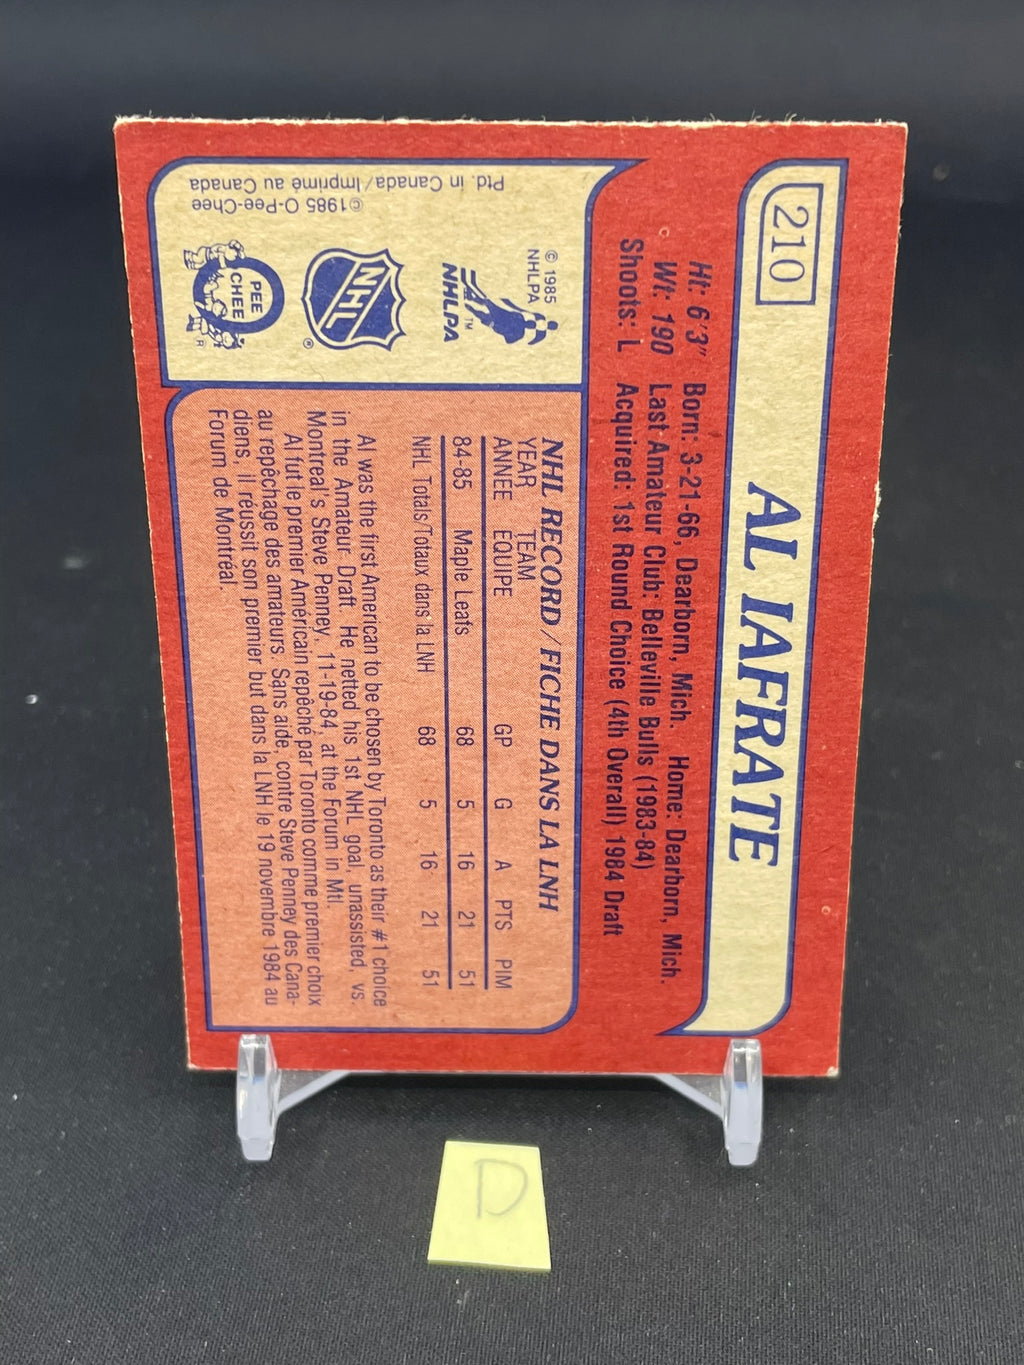 210
AL IAFRATE
Ht: 6'3" Born: 3-21-66, Dearborn, Mich. Home: Dearborn, Mich.
Wt: 190 Last Amateur Club: Belleville Bulls (1983-84)
Shoots: L Acquired: 1st Round Choice (4th Overall) 1984 Draft
© 1985
NHLPA
NHLPA
TM
NHL
®
PEE
CHEE
®
©1985 O-Pee-Chee
Ptd. in Canada/Imprimé au Canada
NHL RECORD/FICHE DANS LA LNH
YEAR TEAM
ANNÉE EQUIPE GP G A PTS PIM
84-85 Maple Leafs 68 5 16 21 51
NHL Totals/Totaux dans la LNH 68 5 16 21 51
Al was the first American to be chosen by Toronto as their #1 choice
in the Amateur Draft. He netted his 1st NHL goal, unassisted, vs.
Montreal's Steve Penney, 11-19-84, at the Forum in Mtl.
Al fut le premier Américain repêché par Toronto comme premier choix
au repêchage des amateurs. Sans aide, contre Steve Penney des Cana-
diens, il réussit son premier but dans la LNH le 19 novembre 1984 au
Forum de Montréal.
D